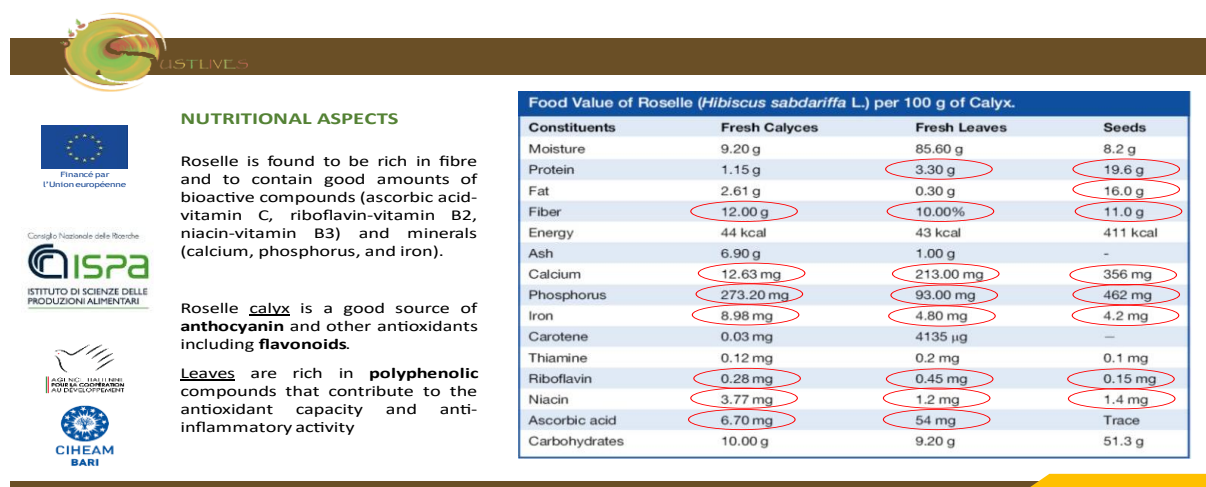 USTLIVES
NUTRITIONAL ASPECTS
Roselle is found to be rich in fibre
and to contain good amounts of
bioactive compounds (ascorbic acid-
vitamin C, riboflavin-vitamin B2,
niacin-vitamin B3) and minerals
(calcium, phosphorus, and iron).
Roselle calyx is a good source of
anthocyanin and other antioxidants
including flavonoids.
Leaves are rich in polyphenolic
compounds that contribute to the
antioxidant capacity and anti-
inflammatory activity
Financé par
l'Union européenne
Consiglio Nazionale delle Ricerche
ISPA
ISTITUTO DI SCIENZE DELLE
PRODUZIONI ALIMENTARI
POUR LA COOPÉRATION
AU DÉVELOPPEMENT
CIHEAM
BARI
Food Value of Roselle (Hibiscus sabdariffa L.) per 100 g of Calyx.
Constituents Fresh Calyces Fresh Leaves Seeds
Moisture 9.20 g 85.60 g 8.2 g
Protein 1.15 g 3.30 g 19.6 g
Fat 2.61 g 0.30 g 16.0 g
Fiber 12.00 g 10.00% 11.0 g
Energy 44 kcal 43 kcal 411 kcal
Ash 6.90 g 1.00 g -
Calcium 12.63 mg 213.00 mg 356 mg
Phosphorus 273.20 mg 93.00 mg 462 mg
Iron 8.98 mg 4.80 mg 4.2 mg
Carotene 0.03 mg 4135 µg –
Thiamine 0.12 mg 0.2 mg 0.1 mg
Riboflavin 0.28 mg 0.45 mg 0.15 mg
Niacin 3.77 mg 1.2 mg 1.4 mg
Ascorbic acid 6.70 mg 54 mg Trace
Carbohydrates 10.00 g 9.20 g 51.3 g